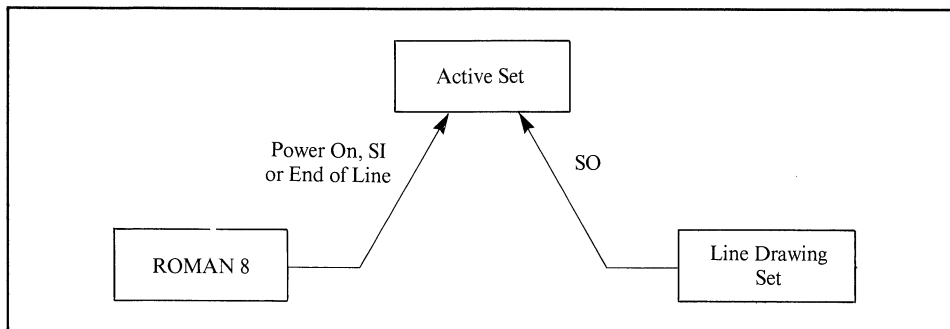 Active Set
Power On, SI
or End of Line
SO
ROMAN 8
Line Drawing
Set